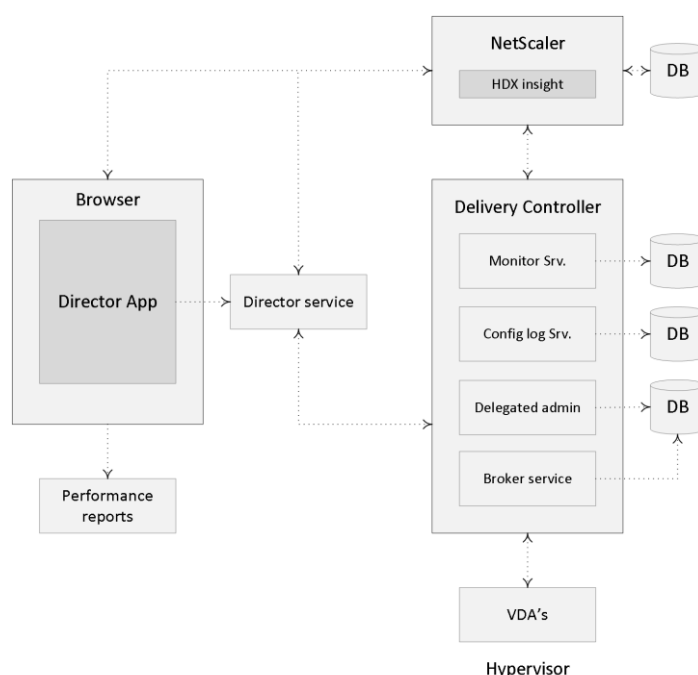 NetScaler
HDX insight
DB
Browser
Director App
Director service
Performance
reports
Delivery Controller
Monitor Srv.
DB
Config log Srv.
DB
Delegated admin
DB
Broker service
VDA's
Hypervisor